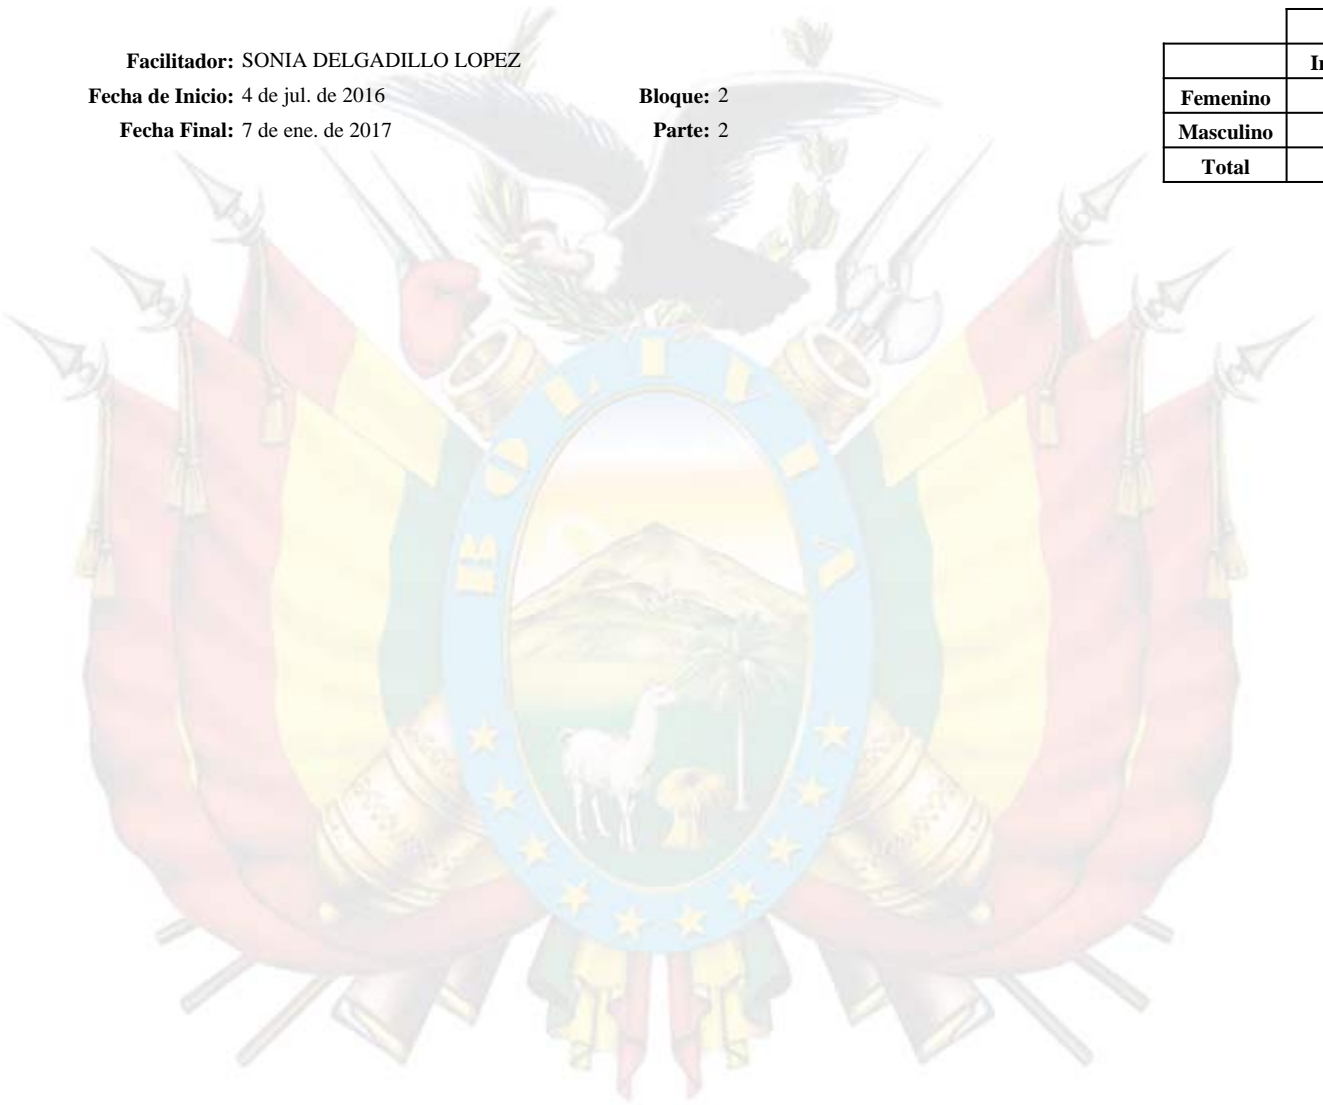 Facilitador: SONIA DELGADILLO LOPEZ
Fecha de Inicio: 4 de jul. de 2016 Bloque: 2
Fecha Final: 7 de ene. de 2017 Parte: 2
Femenino
Masculino
Total
BOLIVIA